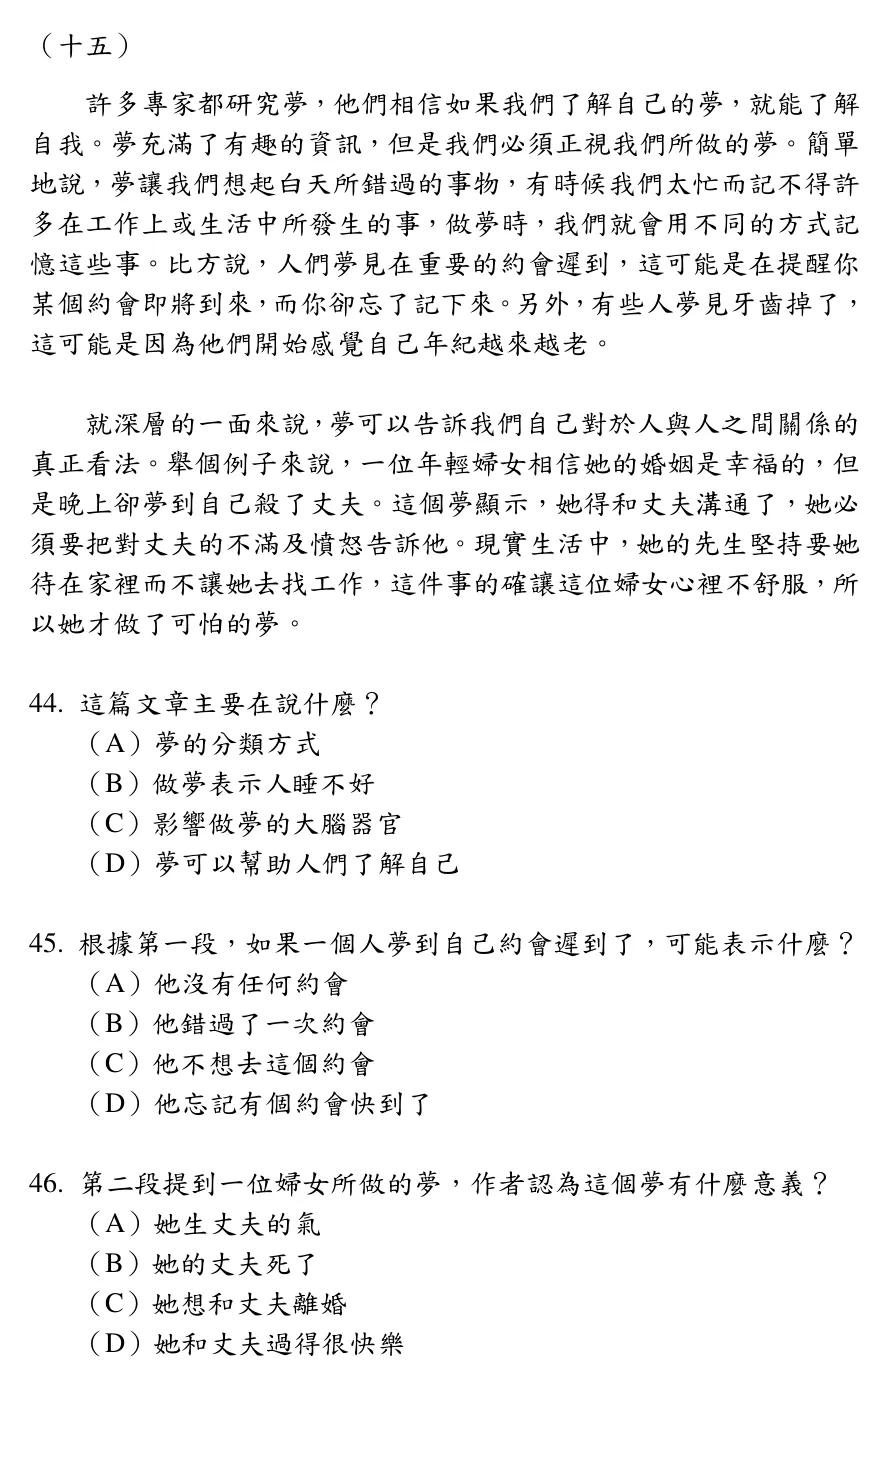 （十五）
許多專家都研究夢，他們相信如果我們了解自己的夢，就能了解
自我。夢充滿了有趣的資訊，但是我們必須正視我們所做的夢。簡單
地說，夢讓我們想起白天所錯過的事物，有時候我們太忙而記不得許
多在工作上或生活中所發生的事，做夢時，我們就會用不同的方式記
憶這些事。比方說，人們夢見在重要的約會遲到，這可能是在提醒你
某個約會即將到來，而你卻忘了記下來。另外，有些人夢見牙齒掉了，
這可能是因為他們開始感覺自己年紀越來越老。
就深層的一面來說，夢可以告訴我們自己對於人與人之間關係的
真正看法。舉個例子來說，一位年輕婦女相信她的婚姻是幸福的，但
是晚上卻夢到自己殺了丈夫。這個夢顯示，她得和丈夫溝通了，她必
須要把對丈夫的不滿及憤怒告訴他。現實生活中，她的先生堅持要她
待在家裡而不讓她去找工作，這件事的確讓這位婦女心裡不舒服，所
以她才做了可怕的夢。
44. 這篇文章主要在說什麼？
（A）夢的分類方式
（B）做夢表示人睡不好
（C）影響做夢的大腦器官
（D）夢可以幫助人們了解自己
45. 根據第一段，如果一個人夢到自己約會遲到了，可能表示什麼？
（A）他沒有任何約會
（B）他錯過了一次約會
（C）他不想去這個約會
（D）他忘記有個約會快到了
46. 第二段提到一位婦女所做的夢，作者認為這個夢有什麼意義？
（A）她生丈夫的氣
（B）她的丈夫死了
（C）她想和丈夫離婚
（D）她和丈夫過得很快樂